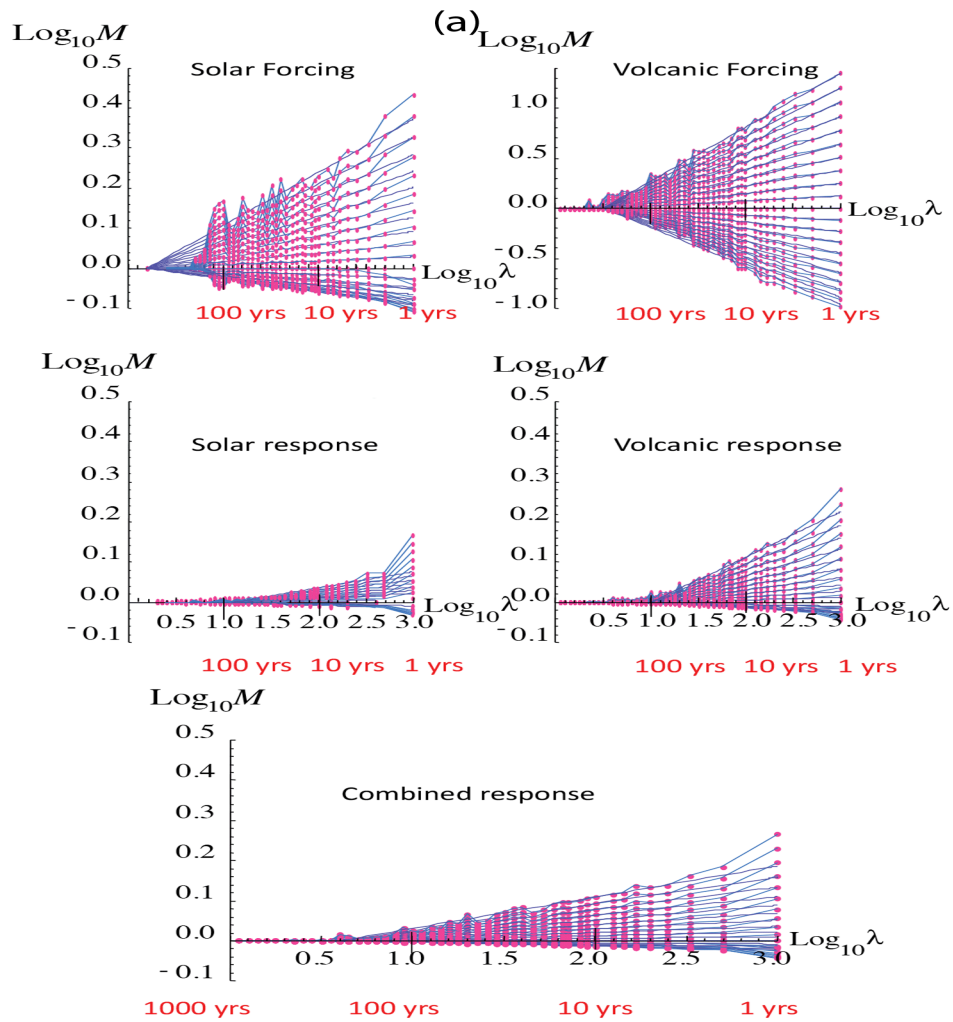 (a)
Log₁₀M
Solar Forcing
0.5
0.4
0.3
0.2
0.1
0.0
-0.1
Log₁₀λ
100 yrs 10 yrs 1 yrs
Log₁₀M
Volcanic Forcing
1.0
0.5
0.0
-0.5
-1.0
Log₁₀λ
100 yrs 10 yrs 1 yrs
Log₁₀M
0.5
0.4
Solar response
0.3
0.2
0.1
0.0
-0.1
Log₁₀λ
0.5 1.0 1.5 2.0 2.5 3.0
100 yrs 10 yrs 1 yrs
Log₁₀M
0.5
0.4
Volcanic response
0.3
0.2
0.1
0.0
-0.1
Log₁₀λ
0.5 1.0 1.5 2.0 2.5 3.0
100 yrs 10 yrs 1 yrs
Log₁₀M
0.5
0.4
Combined response
0.3
0.2
0.1
0.0
-0.1
Log₁₀λ
0.5 1.0 1.5 2.0 2.5 3.0
1000 yrs 100 yrs 10 yrs 1 yrs